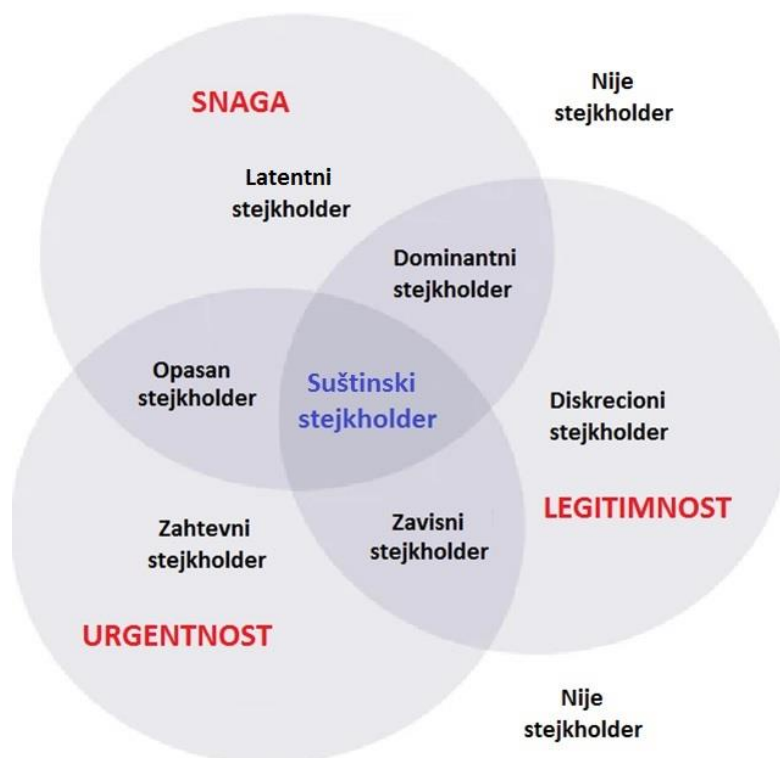 Nije
stejkholder
SNAGA
Latentni
stejkholder
Dominantni
stejkholder
Opasan
stejkholder
Suštinski
stejkholder
Diskrecioni
stejkholder
LEGITIMNOST
Zahtevni
stejkholder
Zavisni
stejkholder
URGENTNOST
Nije
stejkholder